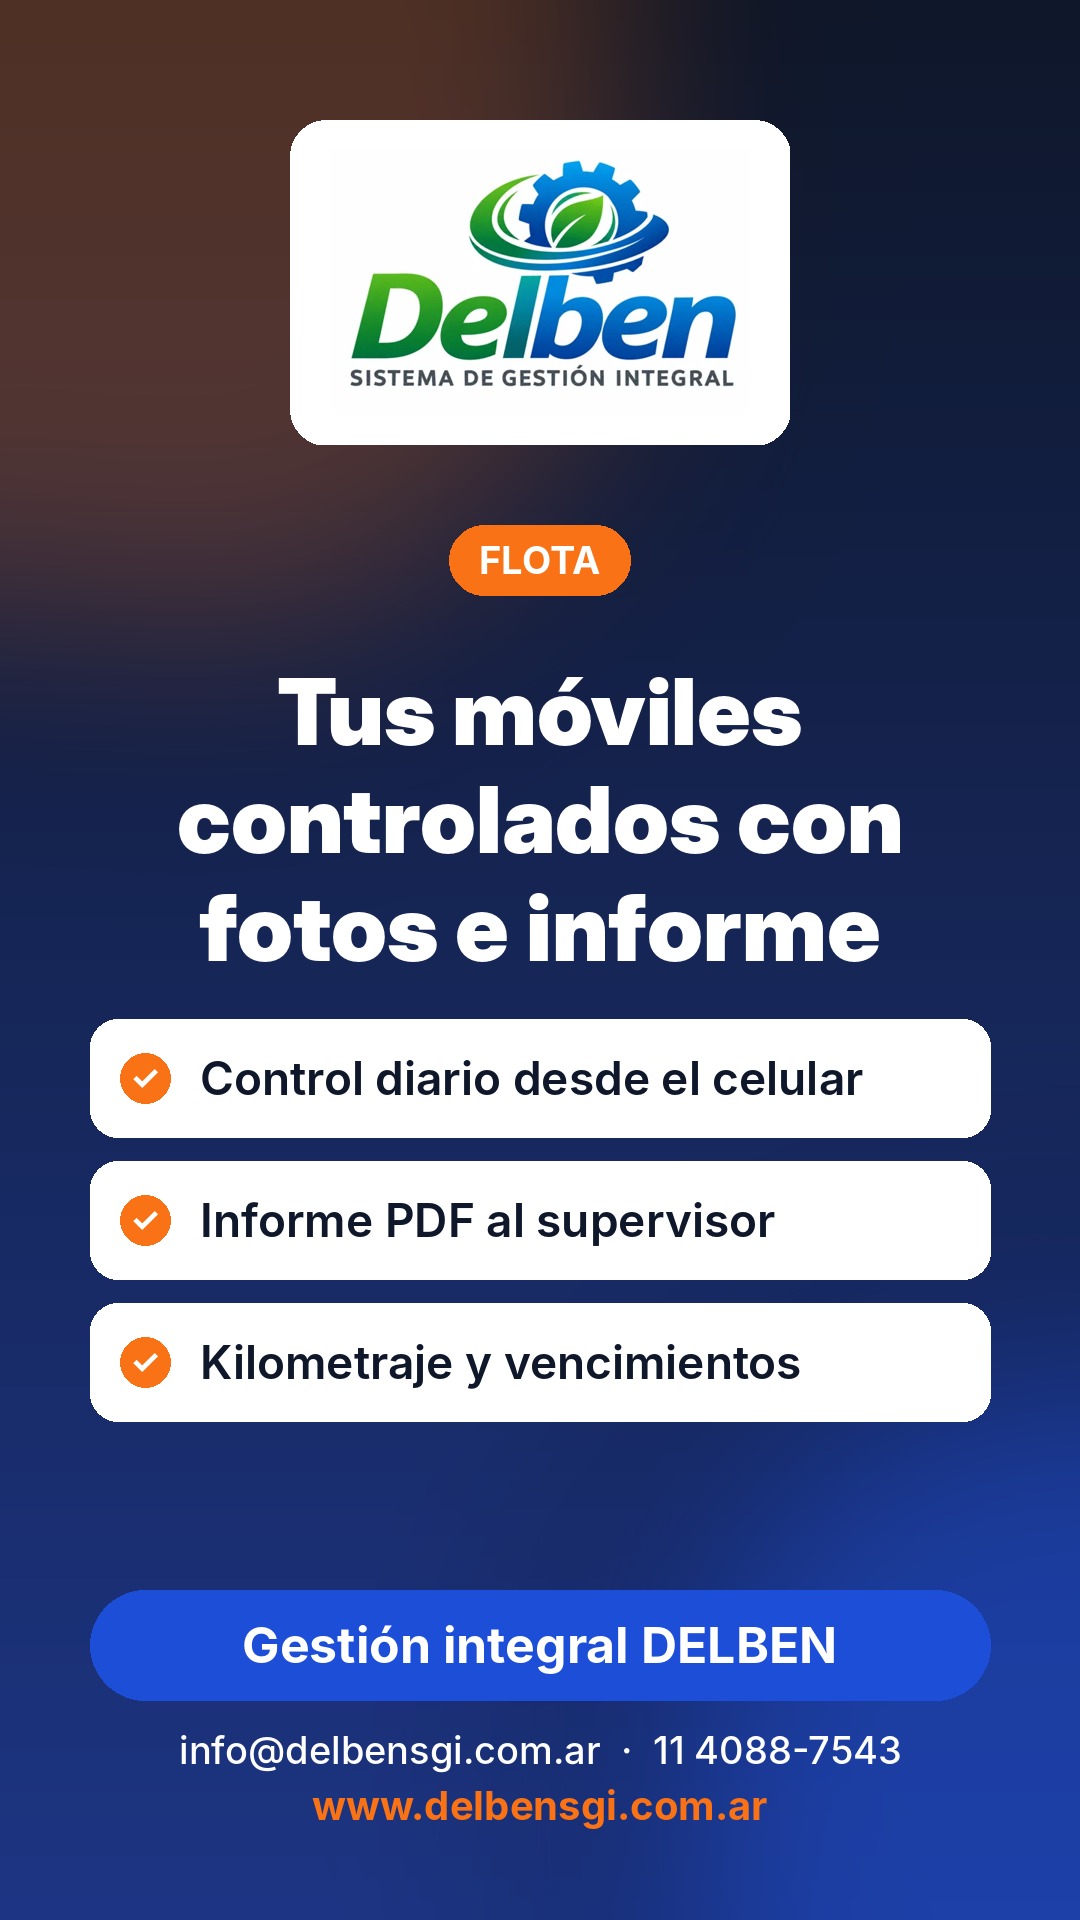 Delben
SISTEMA DE GESTIÓN INTEGRAL
FLOTA
Tus móviles
controlados con
fotos e informe
Control diario desde el celular
Informe PDF al supervisor
Kilometraje y vencimientos
Gestión integral DELBEN
info@delbensgi.com.ar · 11 4088-7543
www.delbensgi.com.ar